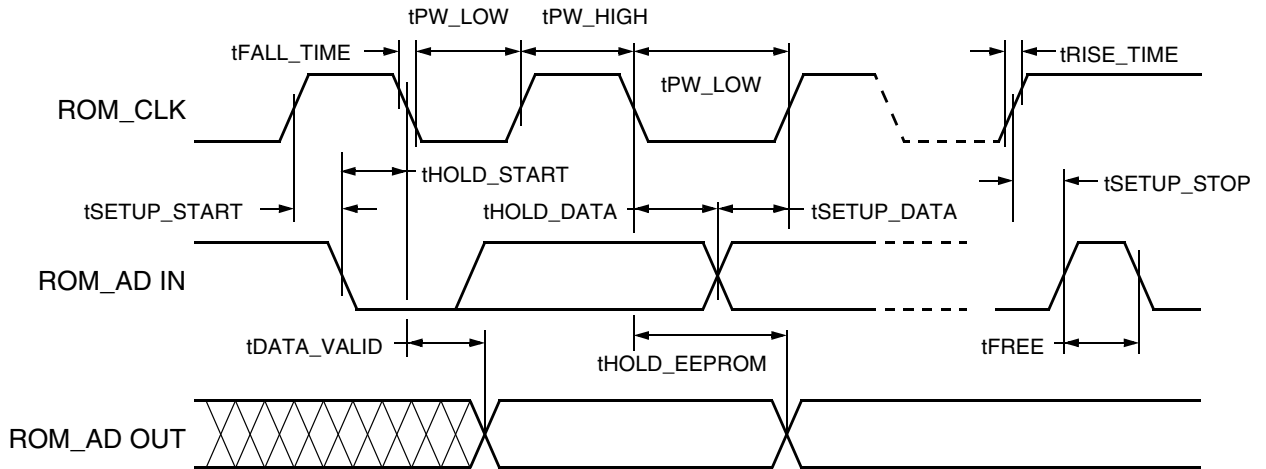 tPW_LOW tPW_HIGH
tFALL_TIME tRISE_TIME
tPW_LOW
ROM_CLK
tHOLD_START
tSETUP_STOP
tSETUP_START tHOLD_DATA tSETUP_DATA
ROM_AD IN
tDATA_VALID tFREE
tHOLD_EEPROM
ROM_AD OUT